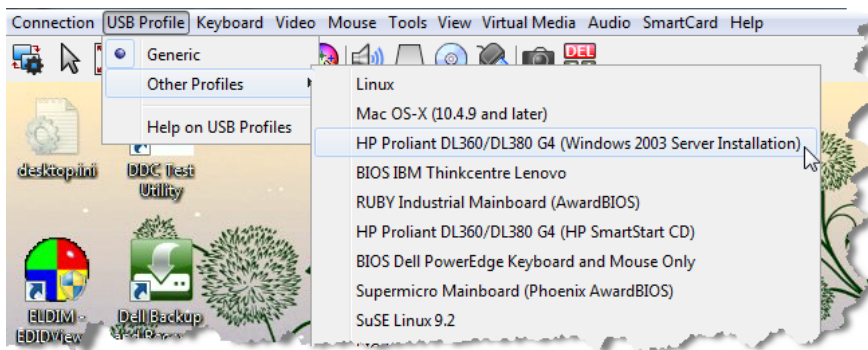 Connection USB Profile Keyboard Video Mouse Tools View Virtual Media Audio SmartCard Help
DEL
Generic
Other Profiles
Help on USB Profiles
Linux
Mac OS-X (10.4.9 and later)
HP Proliant DL360/DL380 G4 (Windows 2003 Server Installation)
BIOS IBM Thinkcentre Lenovo
RUBY Industrial Mainboard (AwardBIOS)
HP Proliant DL360/DL380 G4 (HP SmartStart CD)
BIOS Dell PowerEdge Keyboard and Mouse Only
Supermicro Mainboard (Phoenix AwardBIOS)
SuSE Linux 9.2
desktop.ini
DDC Test
Utility
ELDIM -
EDIDView
Dell Backup
and